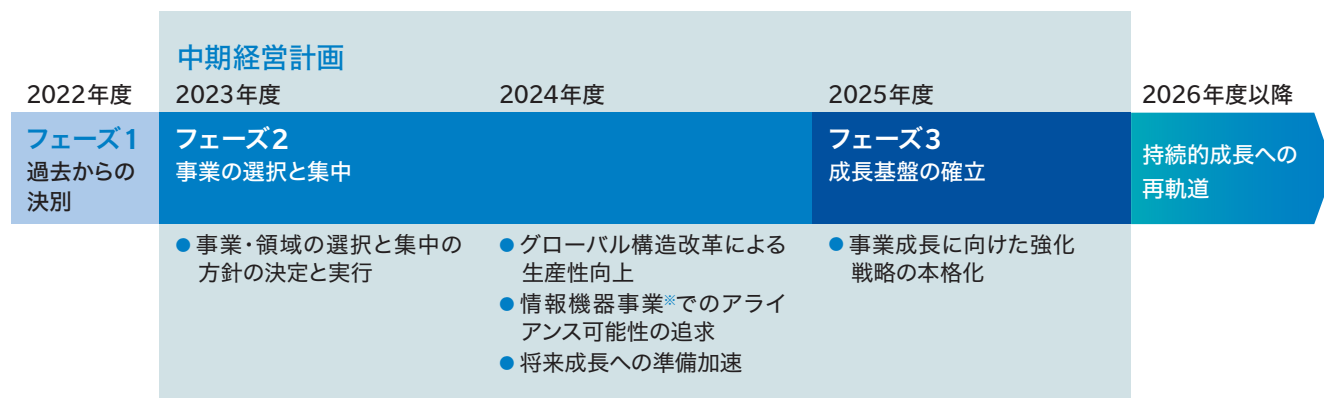 中期経営計画
2022年度
2023年度
2024年度
2025年度
2026年度以降
フェーズ1
過去からの
決別
フェーズ2
事業の選択と集中
フェーズ3
成長基盤の確立
持続的成長への
再軌道
●事業・領域の選択と集中の
方針の決定と実行
●グローバル構造改革による
生産性向上
●情報機器事業※でのアライ
アンス可能性の追求
●将来成長への準備加速
●事業成長に向けた強化
戦略の本格化